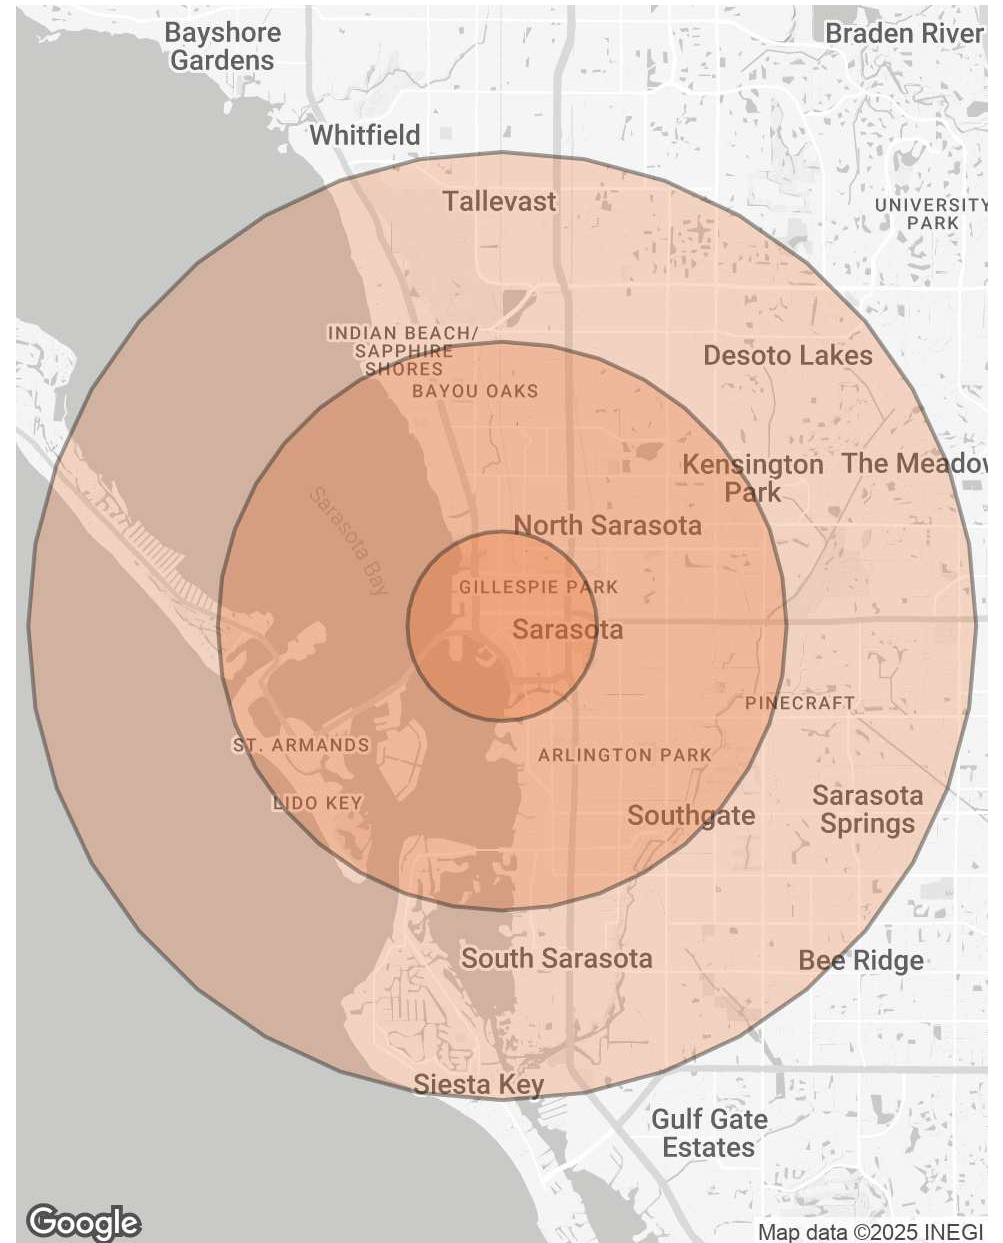 Bayshore
Gardens
Braden River
Whitfield
Tallevast
UNIVERSITY
PARK
INDIAN BEACH/
SAPPHIRE
SHORES
Desoto Lakes
BAYOU OAKS
Kensington
Park
The Meadow
Sarasota Bay
North Sarasota
GILLESPIE PARK
Sarasota
PINECRAFT
ST. ARMANDS
ARLINGTON PARK
LIDO KEY
Southgate
Sarasota
Springs
South Sarasota
Bee Ridge
Siesta Key
Gulf Gate
Estates
Google
Map data ©2025 INEGI